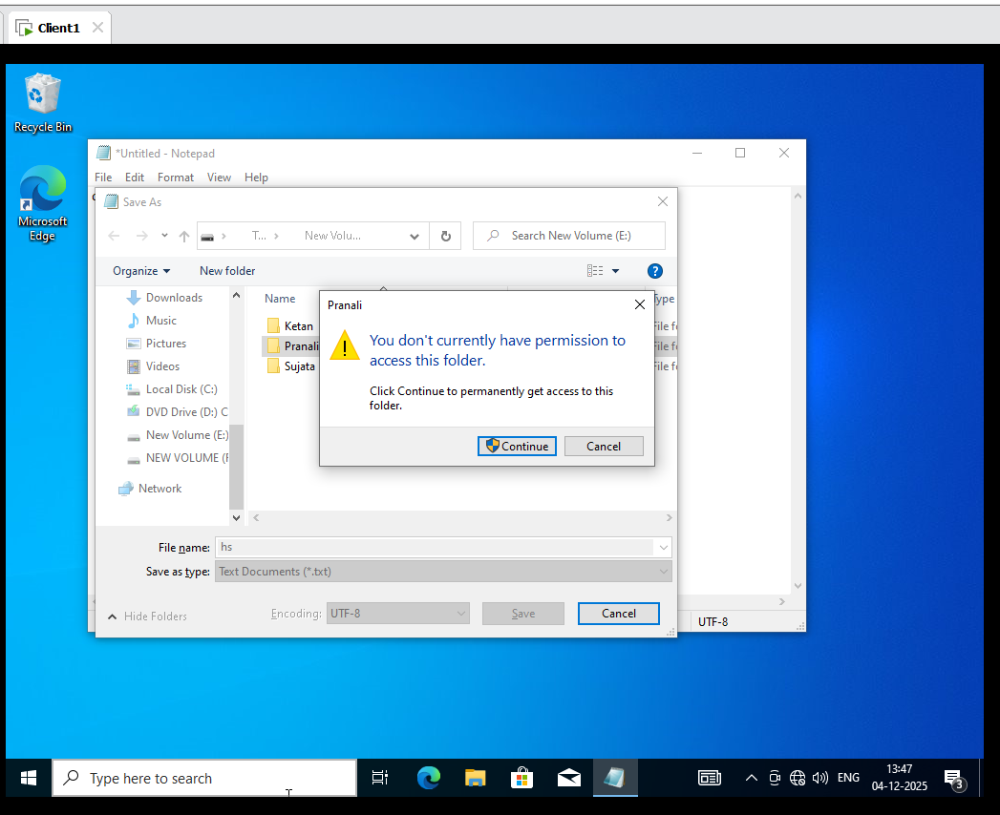 Client1
Recycle Bin
Microsoft
Edge
*Untitled - Notepad
File Edit Format View Help
Save As
T... New Volu...
Search New Volume (E:)
Organize New folder
Downloads
Music
Pictures
Videos
Local Disk (C:)
DVD Drive (D:) C
New Volume (E:)
NEW VOLUME (F
Network
Name
Type
Ketan
File f
Pranali
File f
Sujata
File f
Pranali
You don't currently have permission to
access this folder.
Click Continue to permanently get access to this
folder.
Continue Cancel
File name: hs
Save as type: Text Documents (*.txt)
Hide Folders
Encoding: UTF-8
Save Cancel
UTF-8
Type here to search
ENG
13:47
04-12-2025
3